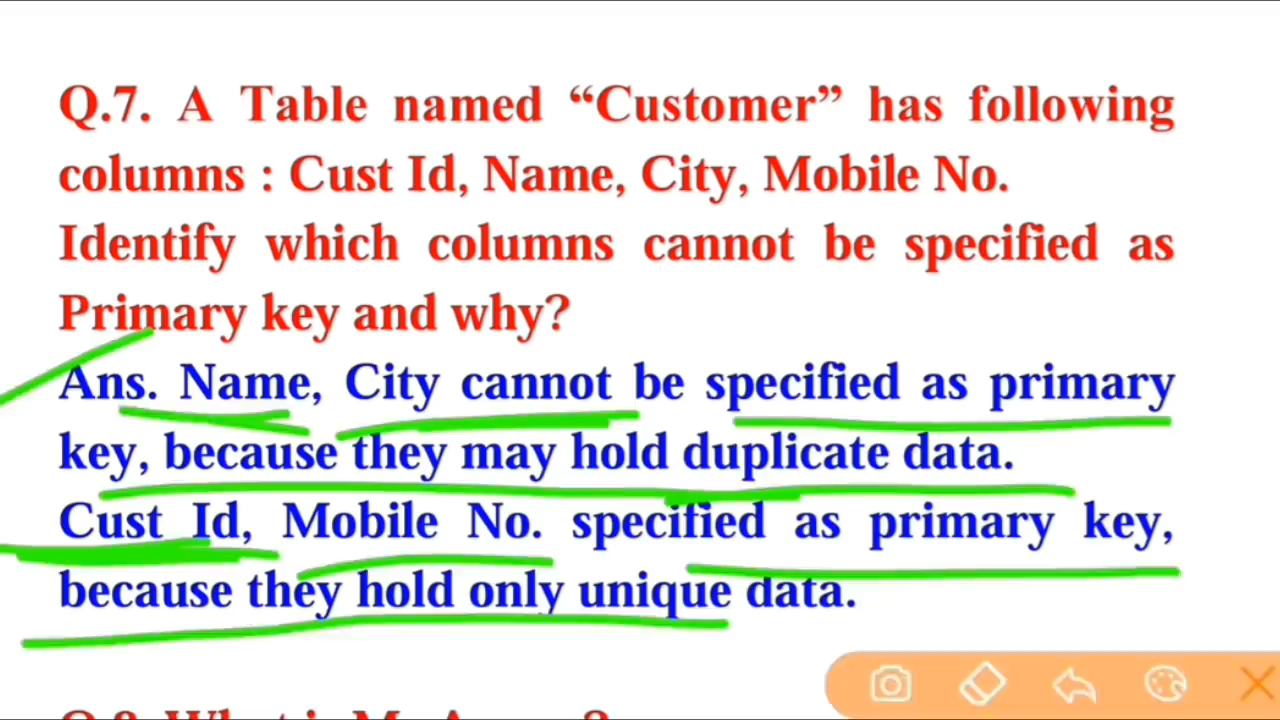 Q.7. A Table named “Customer” has following
columns : Cust Id, Name, City, Mobile No.
Identify which columns cannot be specified as
Primary key and why?
Ans. Name, City cannot be specified as primary
key, because they may hold duplicate data.
Cust Id, Mobile No. specified as primary key,
because they hold only unique data.